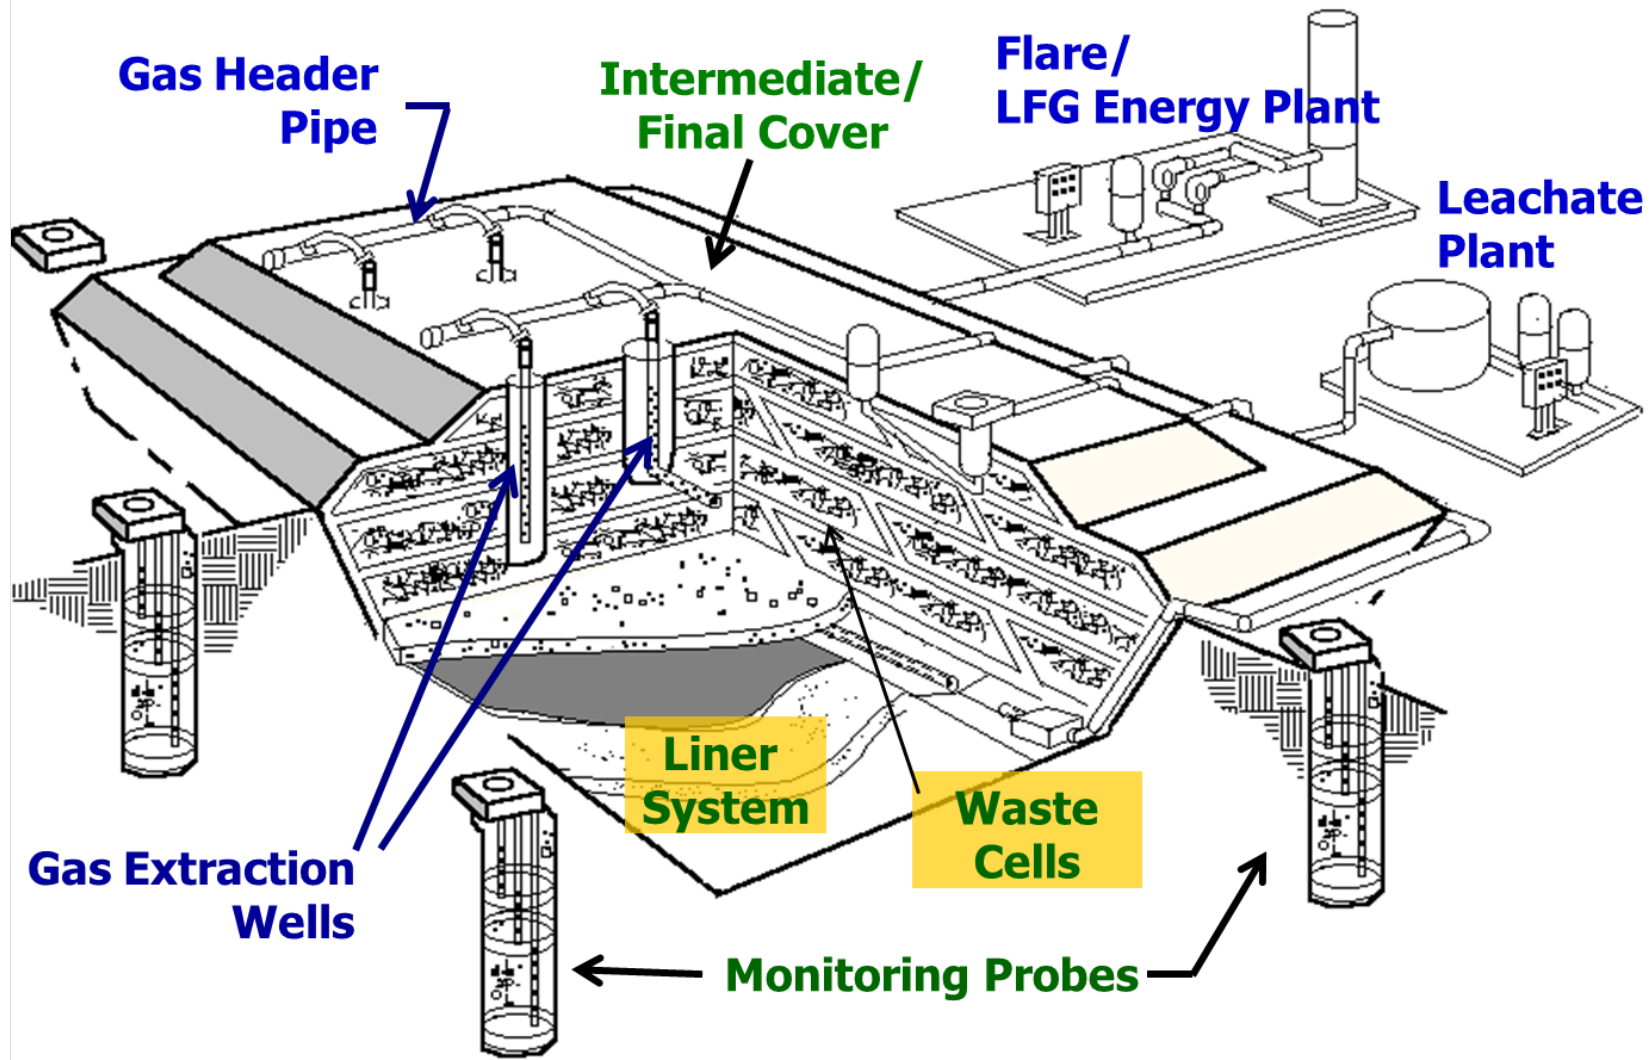 Gas Header
Pipe
Intermediate/
Final Cover
Flare/
LFG Energy Plant
Leachate
Plant
Liner
System
Waste
Cells
Gas Extraction
Wells
Monitoring Probes